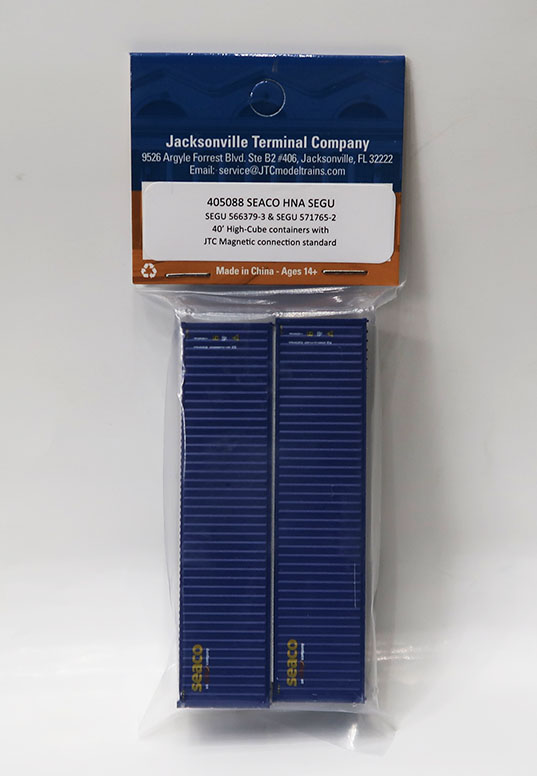 Jacksonville Terminal Company
9526 Argyle Forrest Blvd. Ste B2 #406, Jacksonville, FL 32222
Email: service@JTCmodeltrains.com
405088 SEACO HNA SEGU
SEGU 566379-3 & SEGU 571765-2
40' High-Cube containers with
JTC Magnetic connection standard
Made in China - Ages 14+
seaco
seaco